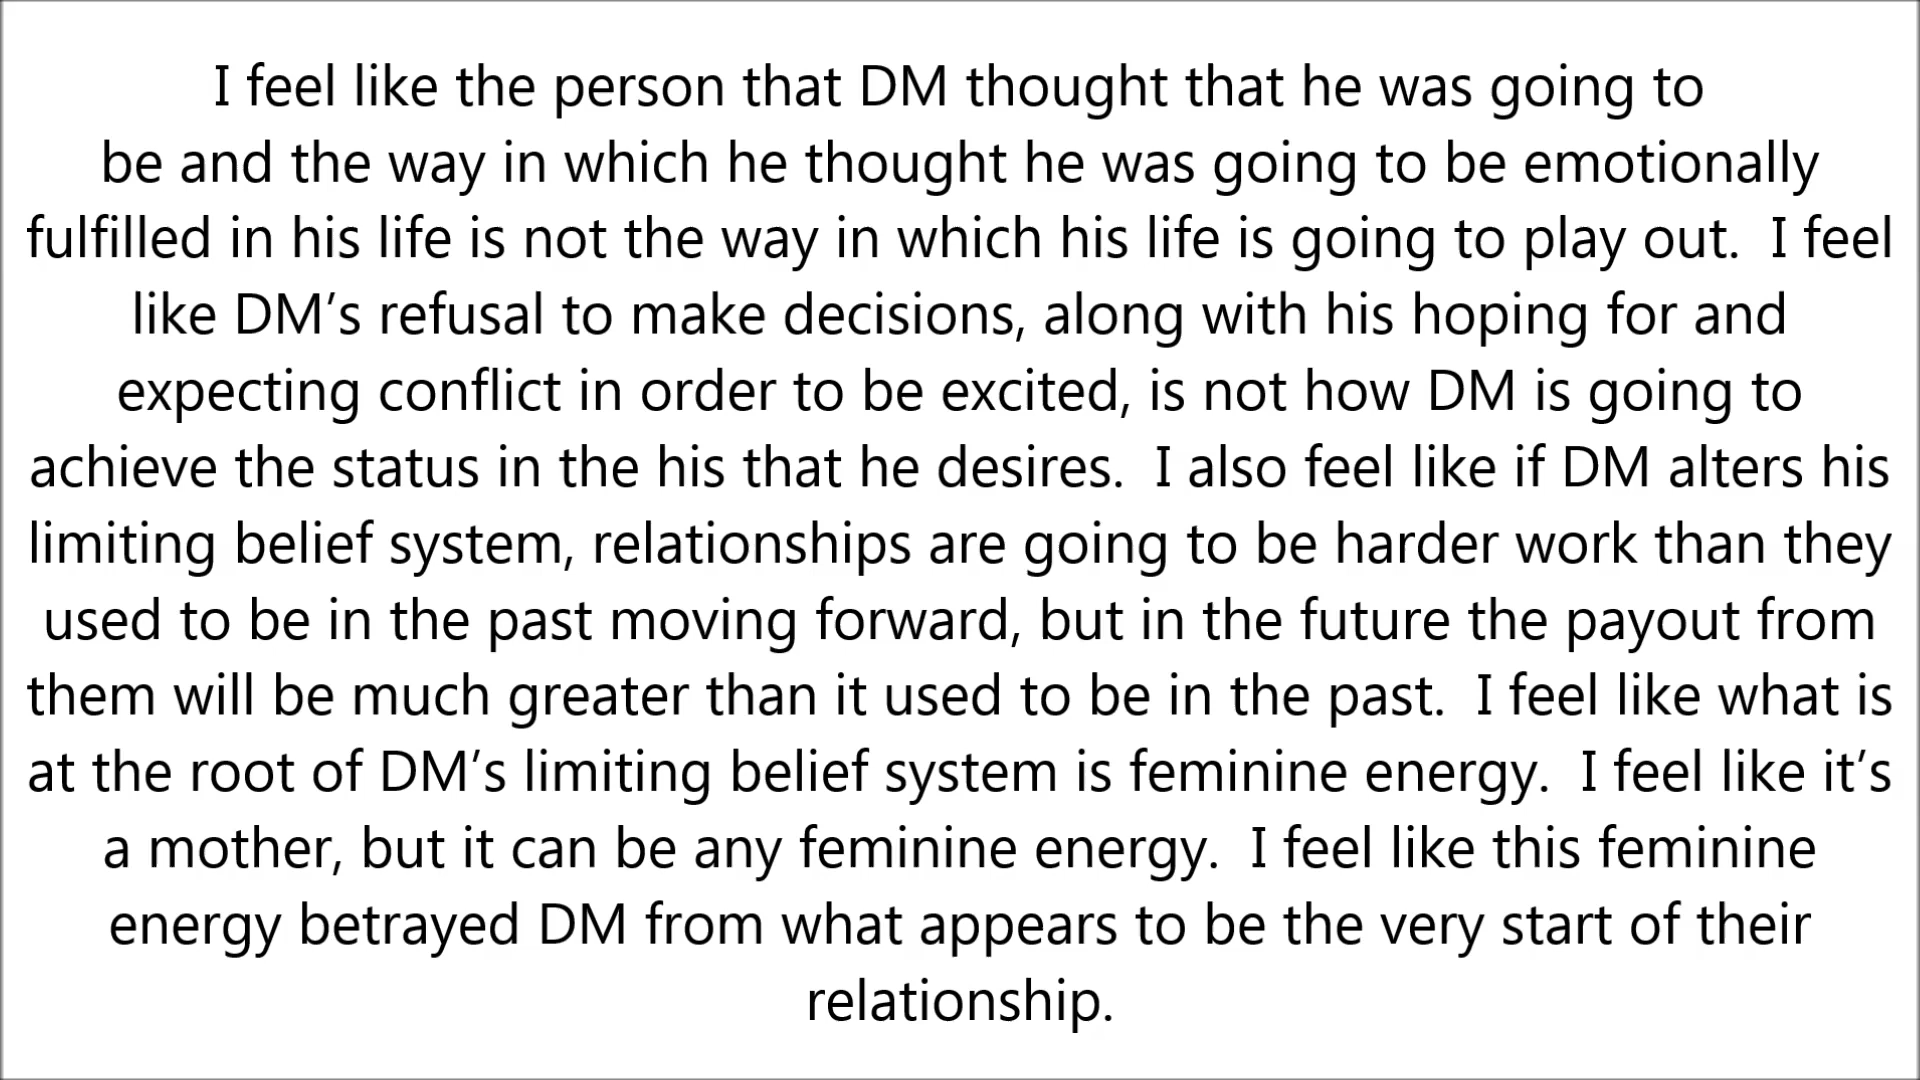 I feel like the person that DM thought that he was going to
be and the way in which he thought he was going to be emotionally
fulfilled in his life is not the way in which his life is going to play out.  I feel
like DM’s refusal to make decisions, along with his hoping for and
expecting conflict in order to be excited, is not how DM is going to
achieve the status in the his that he desires.  I also feel like if DM alters his
limiting belief system, relationships are going to be harder work than they
used to be in the past moving forward, but in the future the payout from
them will be much greater than it used to be in the past.  I feel like what is
at the root of DM’s limiting belief system is feminine energy.  I feel like it’s
a mother, but it can be any feminine energy.  I feel like this feminine
energy betrayed DM from what appears to be the very start of their
relationship.